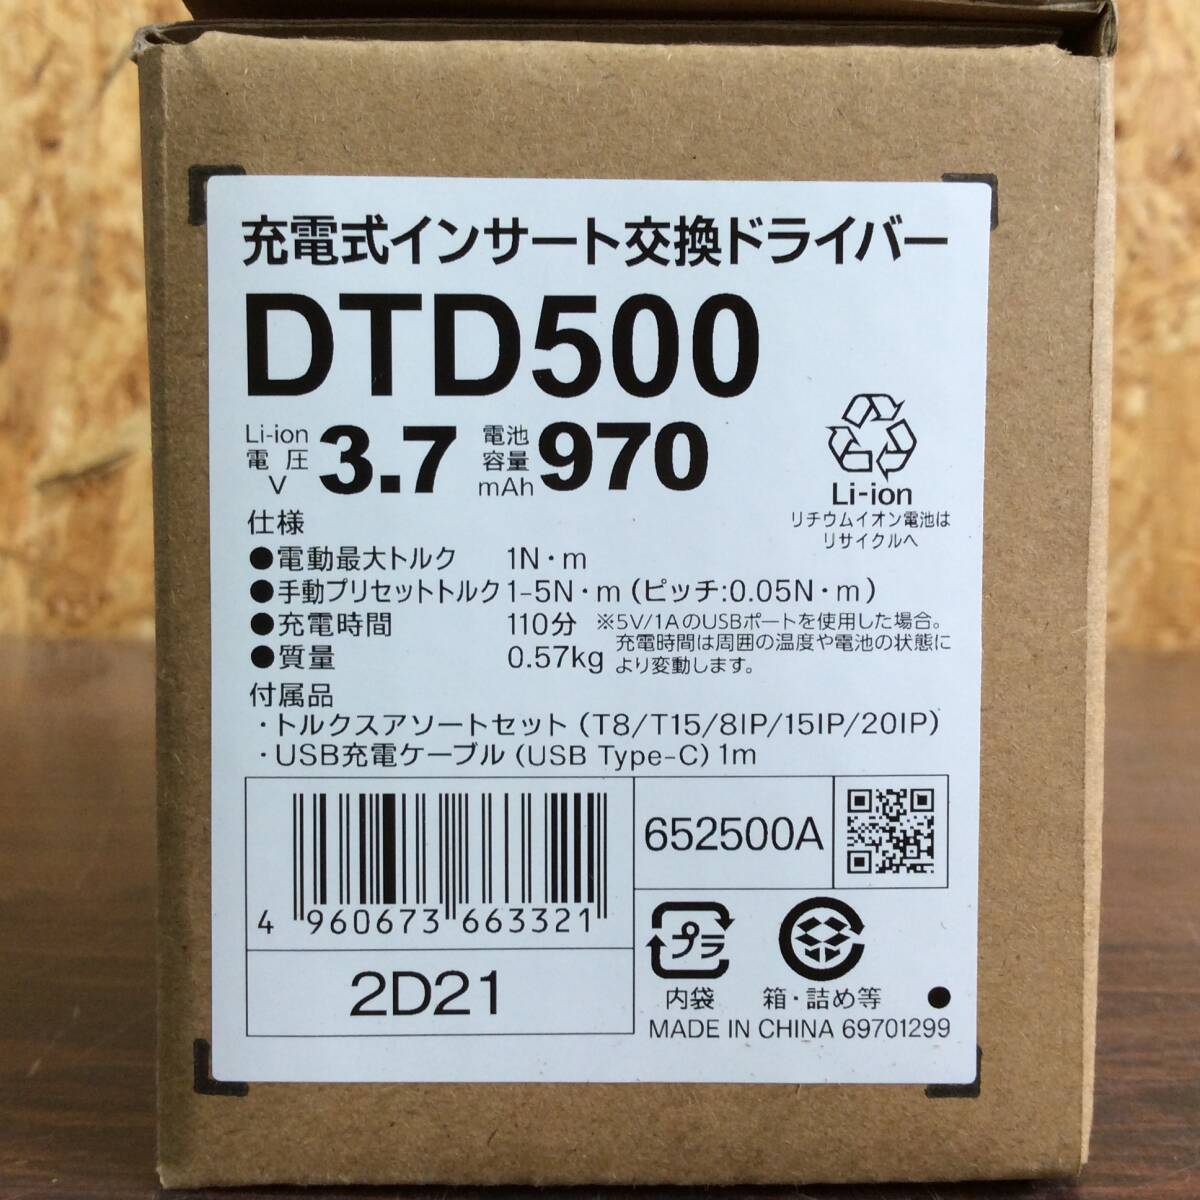 充電式インサート交換ドライバー
DTD500
Li-ion
電圧
V
3.7
電池
容量
mAh
970
Li-ion
リチウムイオン電池は
リサイクルへ
仕様
●電動最大トルク 1N・m
●手動プリセットトルク 1-5N・m(ピッチ:0.05N・m)
●充電時間 110分 ※5V/1AのUSBポートを使用した場合。
充電時間は周囲の温度や電池の状態に
より変動します。
●質量 0.57kg
付属品
・トルクスアソートセット(T8/T15/8IP/15IP/20IP)
・USB充電ケーブル(USB Type-C) 1m
4 960673 663321
652500A
2D21
プラ
内袋
箱・詰め等
MADE IN CHINA 69701299